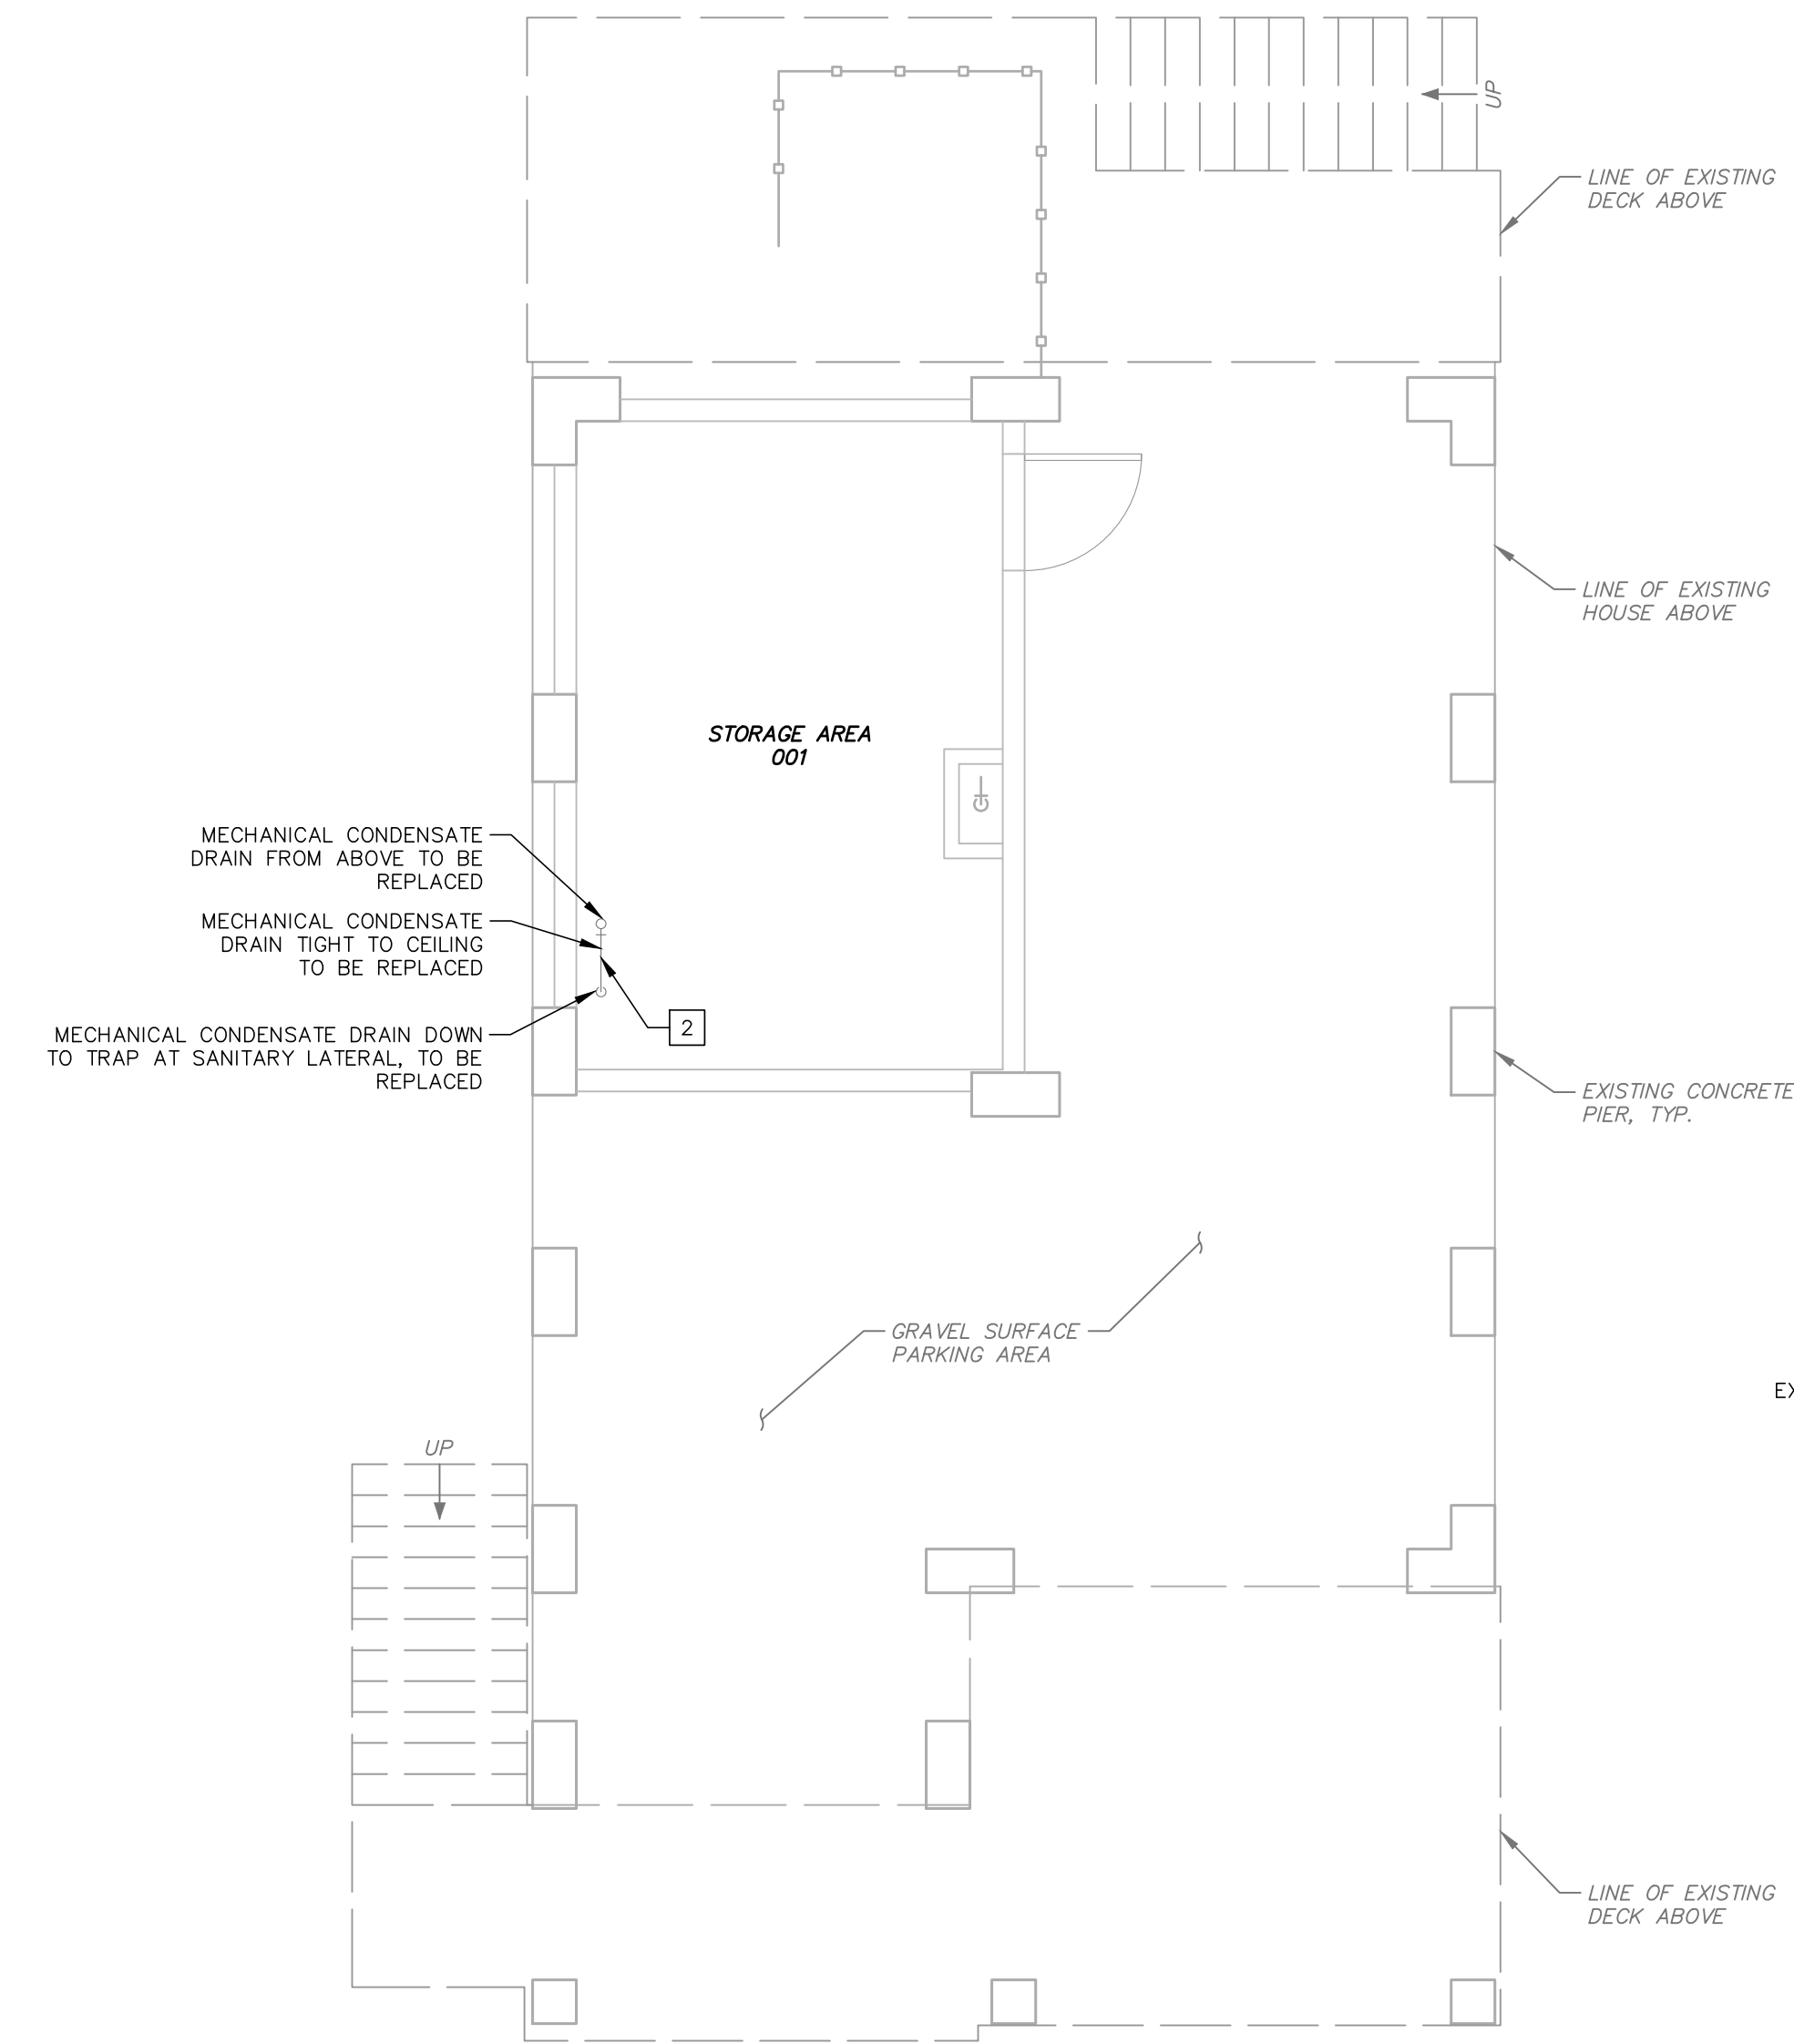 UP
LINE OF EXISTING
DECK ABOVE
LINE OF EXISTING
HOUSE ABOVE
STORAGE AREA
001
MECHANICAL CONDENSATE
DRAIN FROM ABOVE TO BE
REPLACED
MECHANICAL CONDENSATE
DRAIN TIGHT TO CEILING
TO BE REPLACED
2
MECHANICAL CONDENSATE DRAIN DOWN
TO TRAP AT SANITARY LATERAL, TO BE
REPLACED
EXISTING CONCRETE
PIER, TYP.
GRAVEL SURFACE
PARKING AREA
UP
LINE OF EXISTING
DECK ABOVE